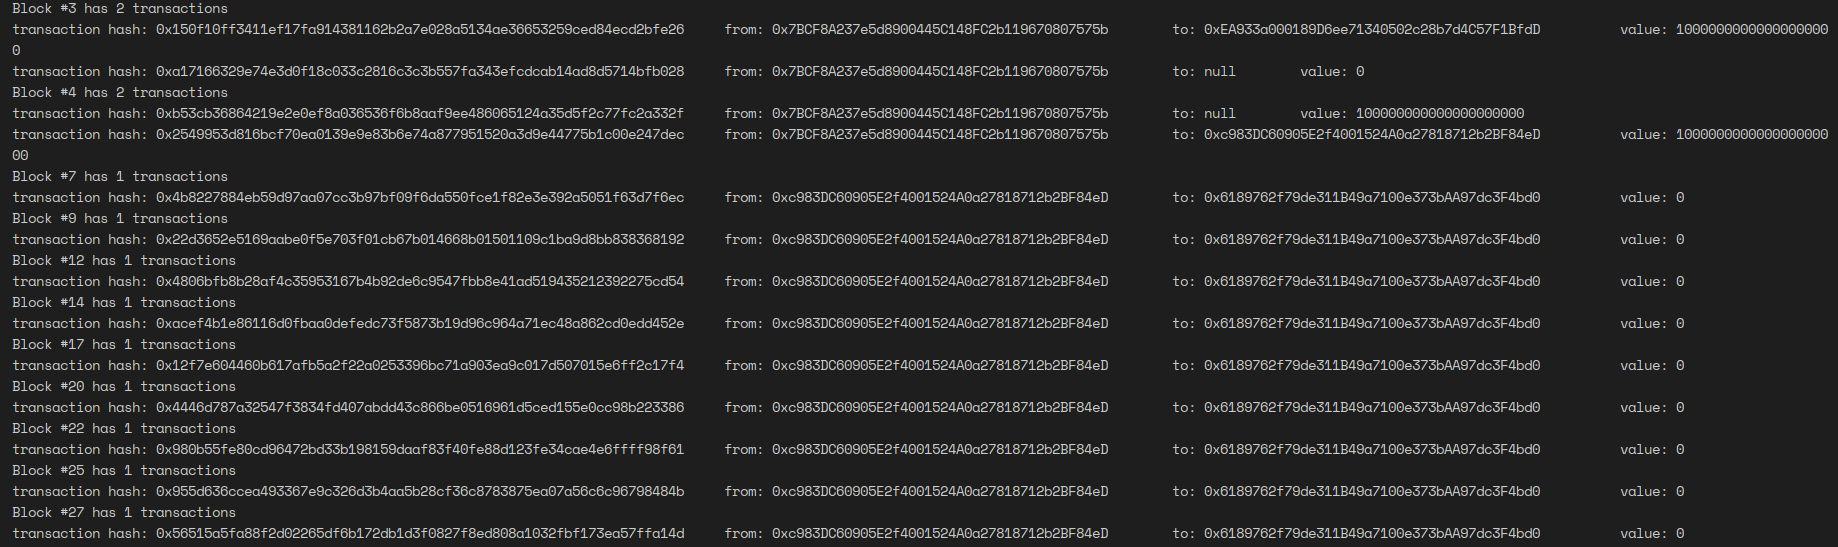 Block #3 has 2 transactions
transaction hash: 0x150f10ff3411ef17fa914381162b2a7e028a5134ae36653259ced84ecd2bfe26 from: 0x7BCF8A237e5d8900445C148FC2b119670807575b to: 0xEA933a000189D6ee71340502c28b7d4C57F1BfdD value: 1000000000000000000
0
transaction hash: 0xa17166329e74e3d0f18c033c2816c3c3b557fa343efcdcab14ad8d5714bfb028 from: 0x7BCF8A237e5d8900445C148FC2b119670807575b to: null value: 0
Block #4 has 2 transactions
transaction hash: 0xb53cb36864219e2e0ef8a036536f6b8aaf9ee486065124a35d5f2c77fc2a332f from: 0x7BCF8A237e5d8900445C148FC2b119670807575b to: null value: 100000000000000000000
transaction hash: 0x2549953d816bcf70ea0139e9e83b6e74a877951520a3d9e44775b1c00e247dec from: 0x7BCF8A237e5d8900445C148FC2b119670807575b to: 0xc983DC60905E2f4001524A0a27818712b2BF84eD value: 1000000000000000000
00
Block #7 has 1 transactions
transaction hash: 0x4b8227884eb59d97aa07cc3b97bf09f6da550fce1f82e3e392a5051f63d7f6ec from: 0xc983DC60905E2f4001524A0a27818712b2BF84eD to: 0x6189762f79de311B49a7100e373bAA97dc3F4bd0 value: 0
Block #9 has 1 transactions
transaction hash: 0x22d3652e5169aabe0f5e703f01cb67b014668b01501109c1ba9d8bb838368192 from: 0xc983DC60905E2f4001524A0a27818712b2BF84eD to: 0x6189762f79de311B49a7100e373bAA97dc3F4bd0 value: 0
Block #12 has 1 transactions
transaction hash: 0x4806bfb8b28af4c35953167b4b92de6c9547fbb8e41ad519435212392275cd54 from: 0xc983DC60905E2f4001524A0a27818712b2BF84eD to: 0x6189762f79de311B49a7100e373bAA97dc3F4bd0 value: 0
Block #14 has 1 transactions
transaction hash: 0xacef4b1e86116d0fbaa0defedc73f5873b19d96c964a71ec48a862cd0edd452e from: 0xc983DC60905E2f4001524A0a27818712b2BF84eD to: 0x6189762f79de311B49a7100e373bAA97dc3F4bd0 value: 0
Block #17 has 1 transactions
transaction hash: 0x12f7e604460b617afb5a2f22a0253396bc71a903ea9c017d507015e6ff2c17f4 from: 0xc983DC60905E2f4001524A0a27818712b2BF84eD to: 0x6189762f79de311B49a7100e373bAA97dc3F4bd0 value: 0
Block #20 has 1 transactions
transaction hash: 0x4446d787a32547f3834fd407abdd43c866be0516961d5ced155e0cc98b223386 from: 0xc983DC60905E2f4001524A0a27818712b2BF84eD to: 0x6189762f79de311B49a7100e373bAA97dc3F4bd0 value: 0
Block #22 has 1 transactions
transaction hash: 0x980b55fe80cd96472bd33b198159daaf83f40fe88d123fe34cae4e6ffff98f61 from: 0xc983DC60905E2f4001524A0a27818712b2BF84eD to: 0x6189762f79de311B49a7100e373bAA97dc3F4bd0 value: 0
Block #25 has 1 transactions
transaction hash: 0x955d636ccea493367e9c326d3b4aa5b28cf36c8783875ea07a56c6c96798484b from: 0xc983DC60905E2f4001524A0a27818712b2BF84eD to: 0x6189762f79de311B49a7100e373bAA97dc3F4bd0 value: 0
Block #27 has 1 transactions
transaction hash: 0x56515a5fa88f2d02265df6b172db1d3f0827f8ed808a1032fbf173ea57ffa14d from: 0xc983DC60905E2f4001524A0a27818712b2BF84eD to: 0x6189762f79de311B49a7100e373bAA97dc3F4bd0 value: 0